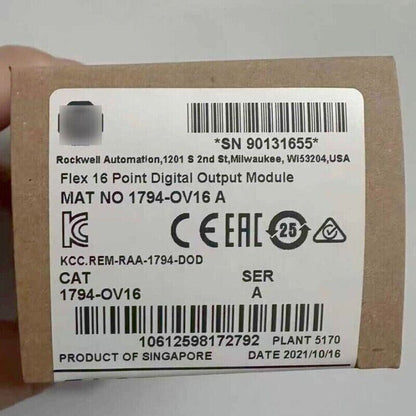 *SN 90131655*
Rockwell Automation,1201 S 2nd St,Milwaukee, WI53204,USA
Flex 16 Point Digital Output Module
MAT NO 1794-OV16 A
KC CE EAC 25
KCC.REM-RAA-1794-DOD
CAT SER
1794-OV16 A
10612598172792 PLANT 5170
PRODUCT OF SINGAPORE DATE 2021/10/16